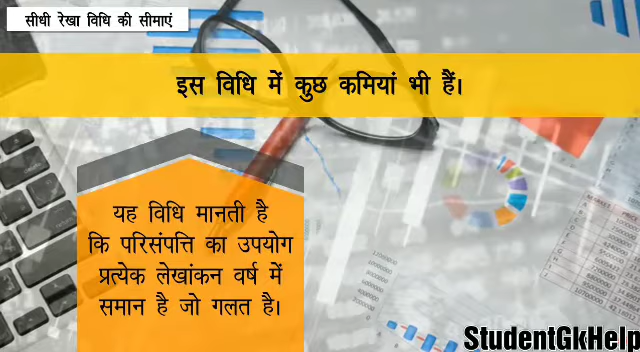 सीधी रेखा विधि की सीमाएं
इस विधि में कुछ कमियां भी हैं।
यह विधि मानती है
कि परिसंपत्ति का उपयोग
प्रत्येक लेखांकन वर्ष में
समान है जो गलत है।
StudentGkHelp